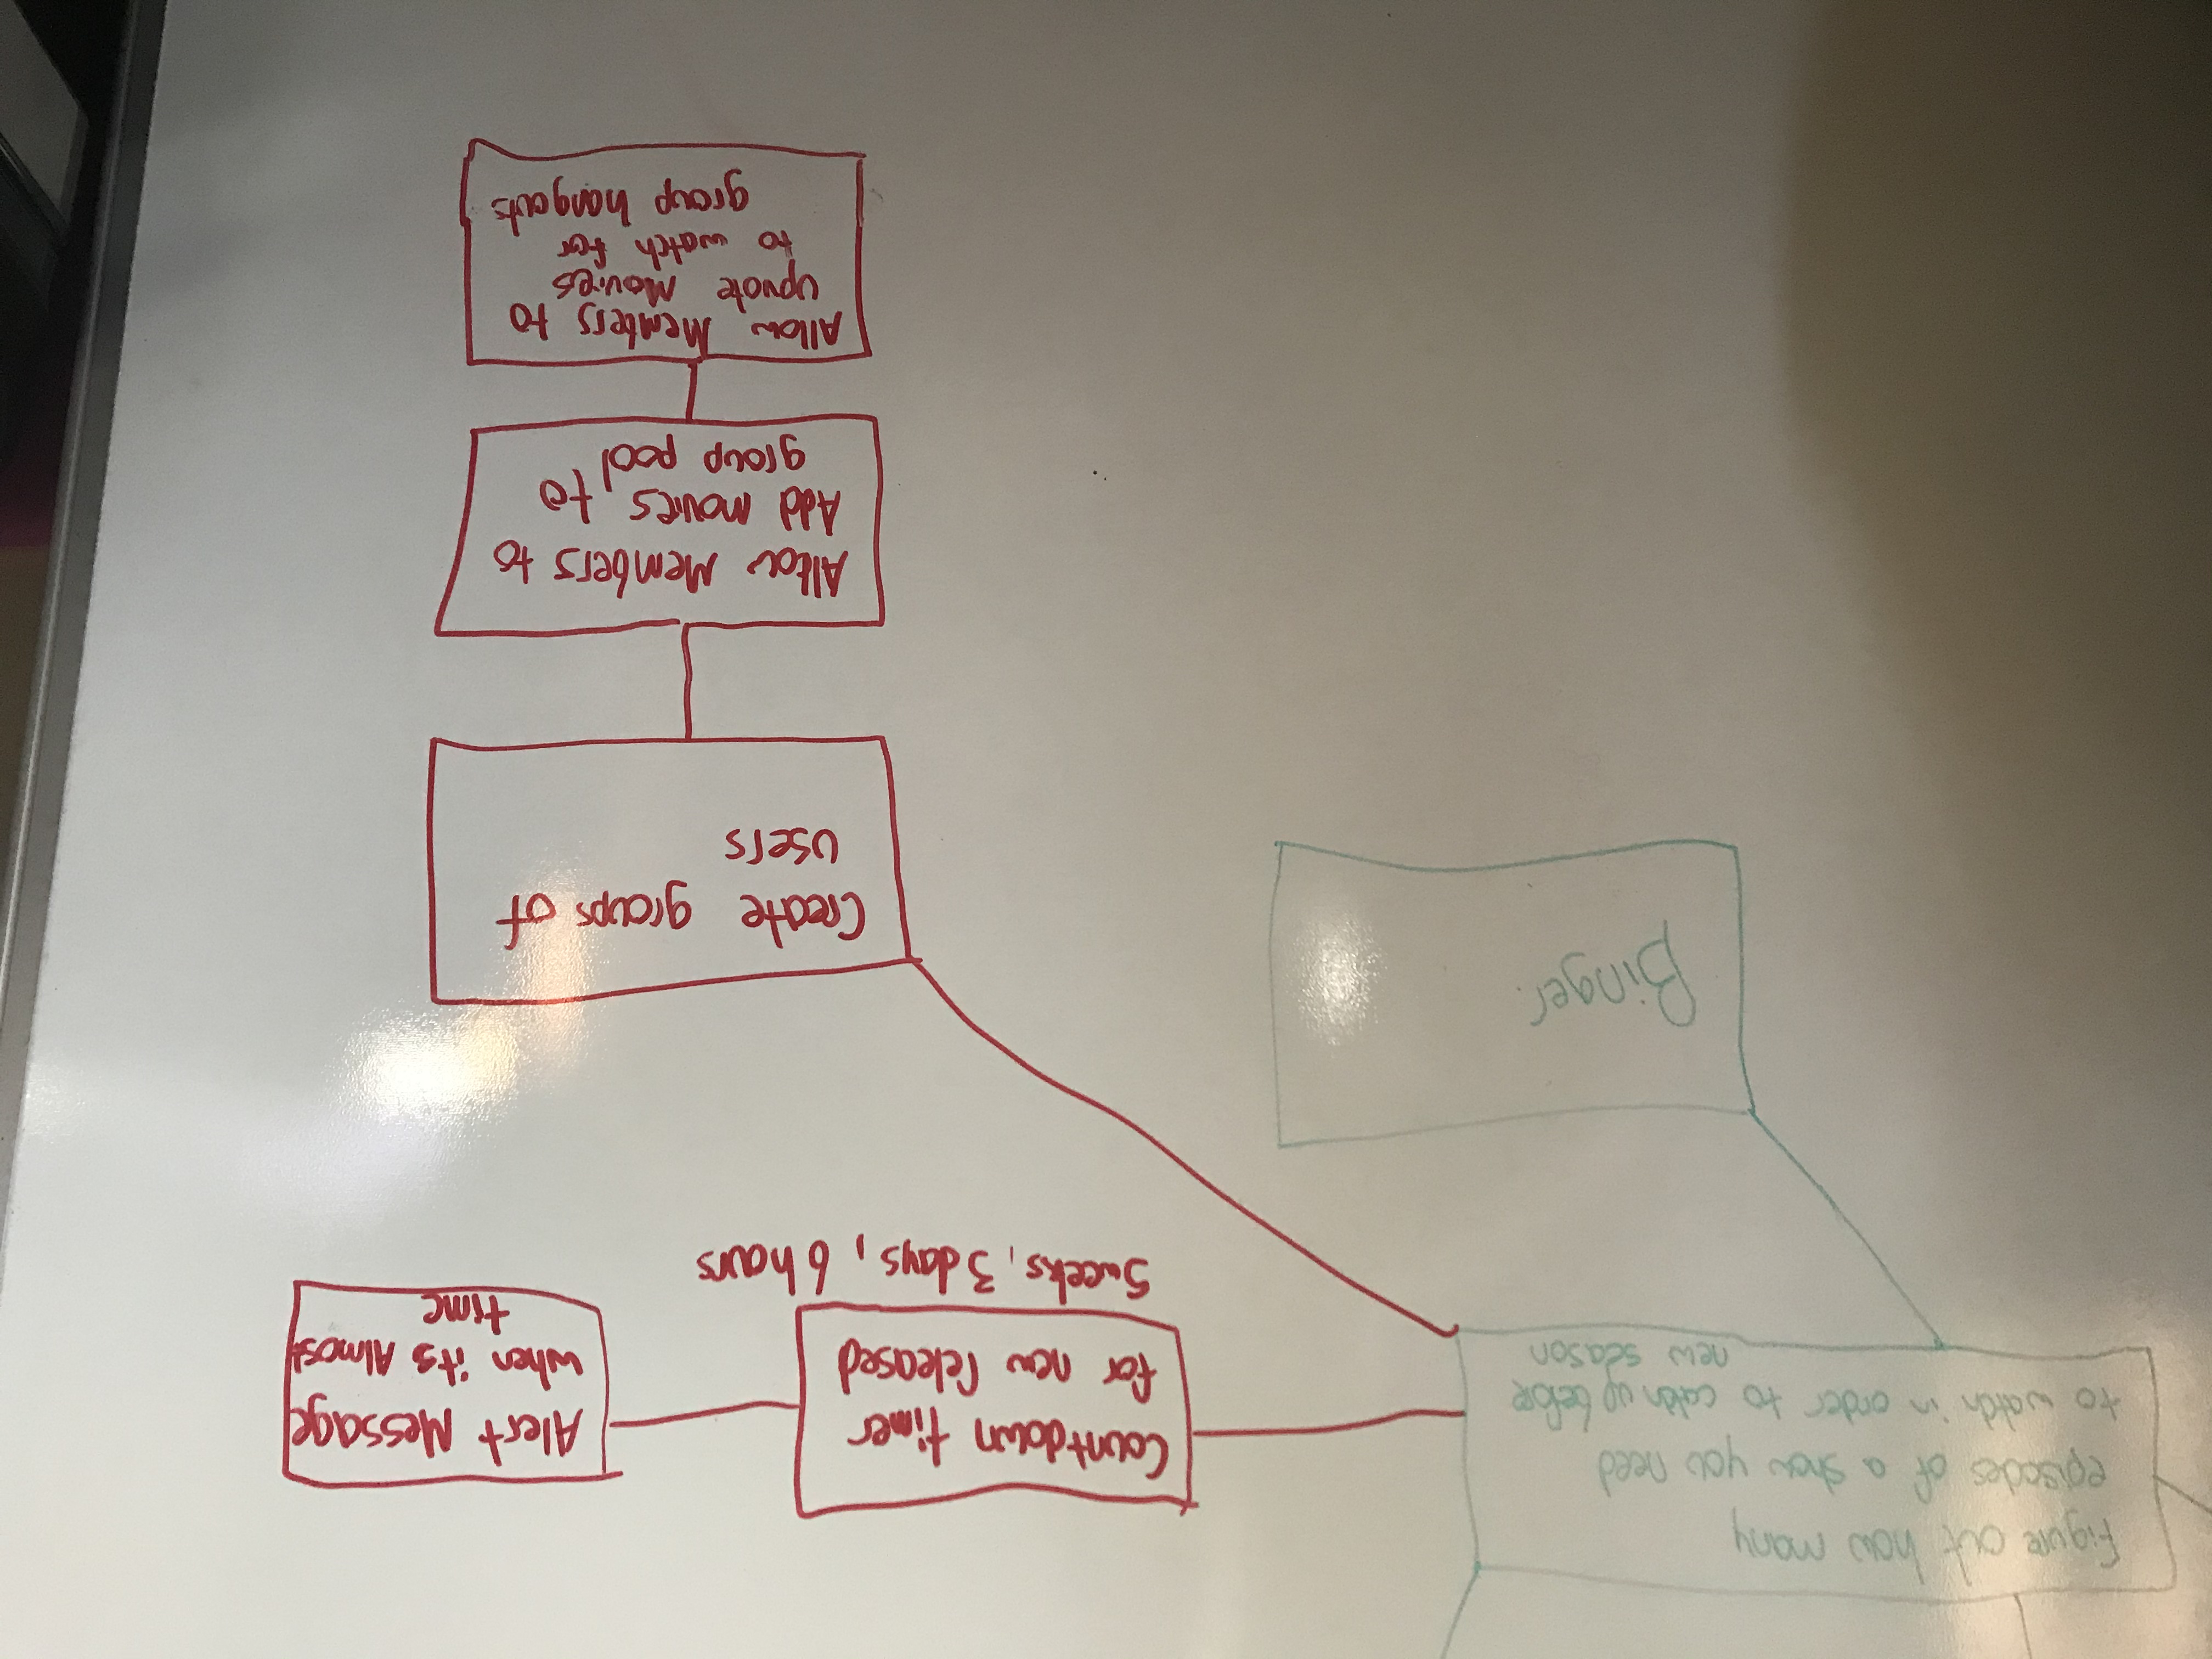 Figure out how many
episodes of a show you need
to watch in order to catch up before
new season
Countdown timer
for new released
5weeks, 3days, 6 hours
Alert Message
when its Almost
time
Binger.
Create groups of
users
Allow Members to
Add movies to
group pool
Allow Members to
upvote Movies
to watch for
group hangouts